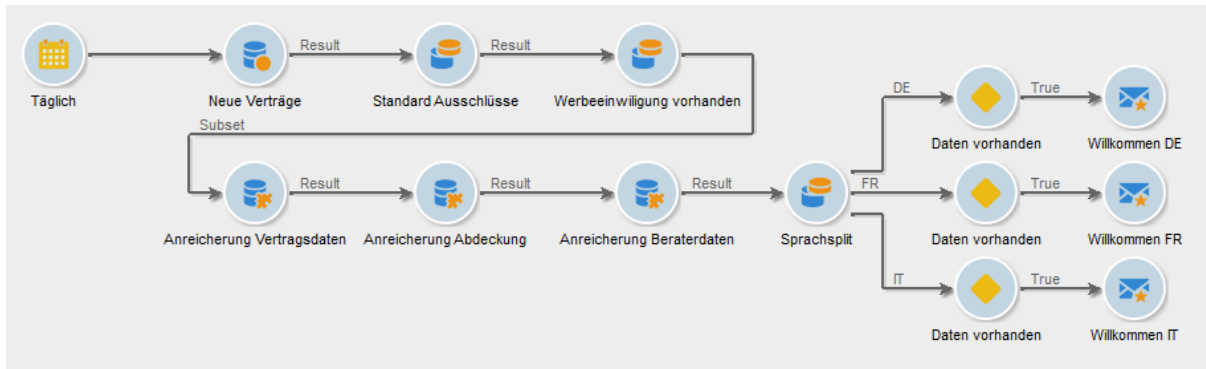 Result
Result
Täglich
Neue Verträge
Standard Ausschlüsse
Werbeeinwiligung vorhanden
Subset
DE
True
Daten vorhanden
Willkommen DE
Result
Result
Result
FR
True
Anreicherung Vertragsdaten
Anreicherung Abdeckung
Anreicherung Beraterdaten
Sprachsplit
Daten vorhanden
Willkommen FR
IT
True
Daten vorhanden
Willkommen IT